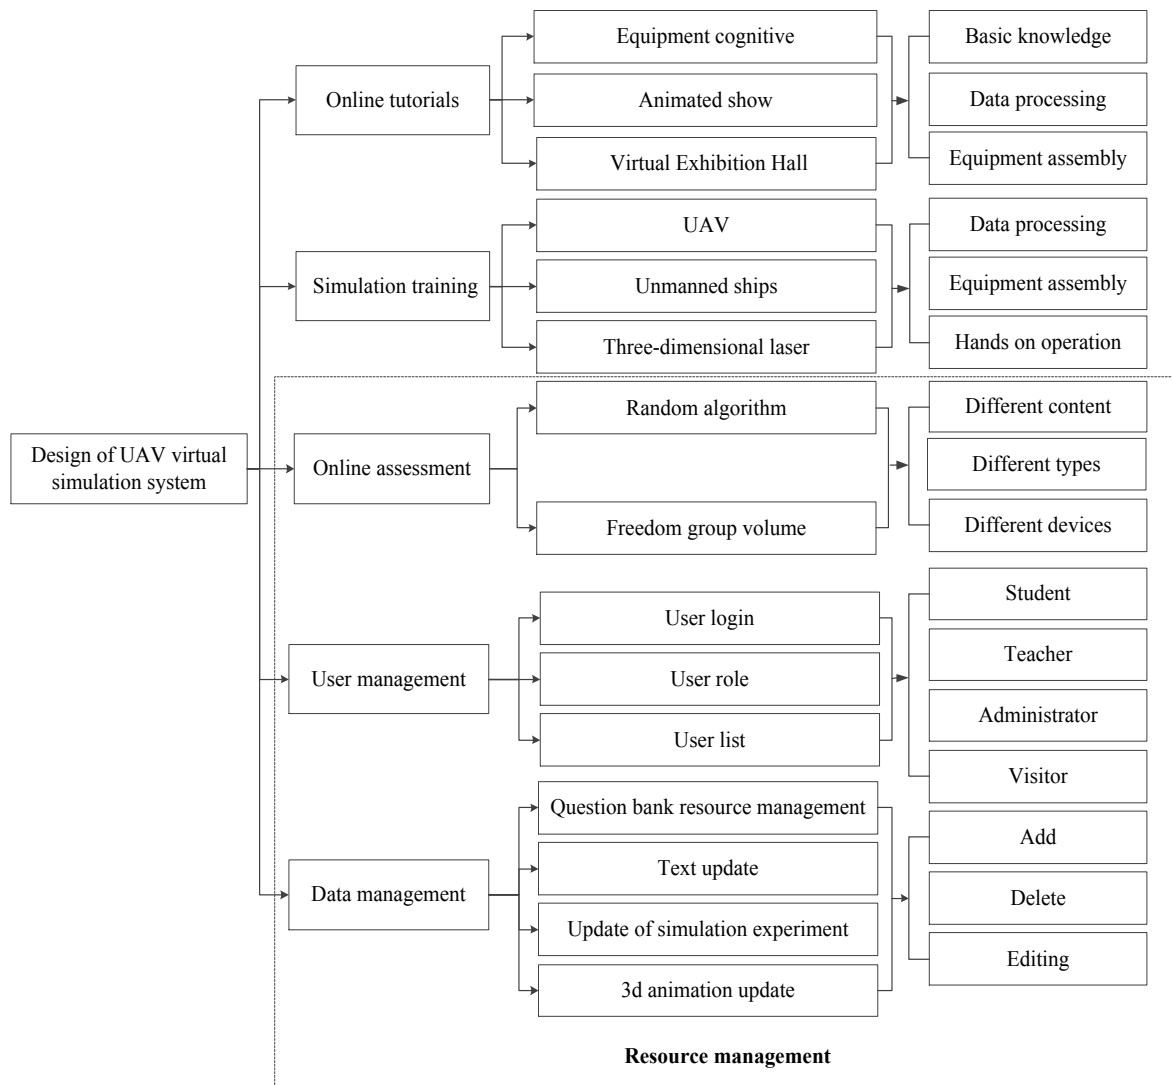 Design of UAV virtual
simulation system
Online tutorials
Equipment cognitive
Animated show
Virtual Exhibition Hall
Basic knowledge
Data processing
Equipment assembly
Simulation training
UAV
Unmanned ships
Three-dimensional laser
Data processing
Equipment assembly
Hands on operation
Online assessment
Random algorithm
Freedom group volume
Different content
Different types
Different devices
User management
User login
User role
User list
Student
Teacher
Administrator
Visitor
Data management
Question bank resource management
Text update
Update of simulation experiment
3d animation update
Add
Delete
Editing
Resource management